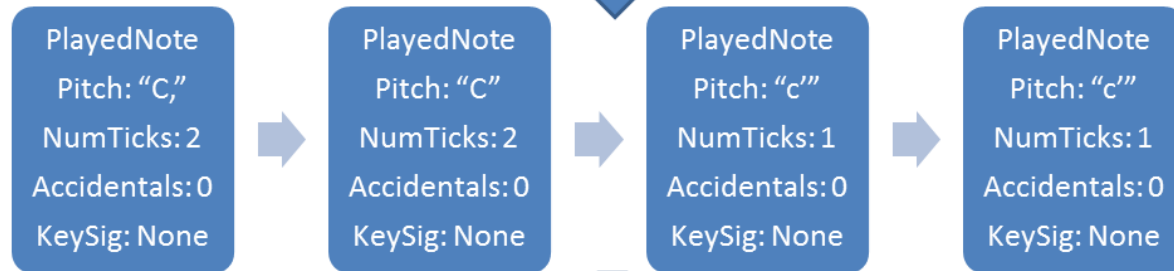 PlayedNote
Pitch: “C,”
NumTicks: 2
Accidentals: 0
KeySig: None
PlayedNote
Pitch: “C”
NumTicks: 2
Accidentals: 0
KeySig: None
PlayedNote
Pitch: “c’”
NumTicks: 1
Accidentals: 0
KeySig: None
PlayedNote
Pitch: “c’”
NumTicks: 1
Accidentals: 0
KeySig: None